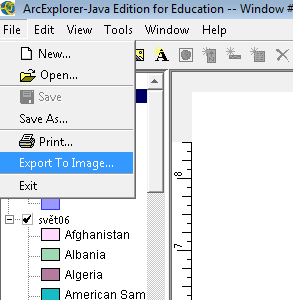 ArcExplorer-Java Edition for Education -- Window #
File Edit View Tools Window Help
New...
Open...
Save
A
Save As...
Print...
Export To Image...
Exit
svět06
Afghanistan
Albania
Algeria
American Sam
8
7